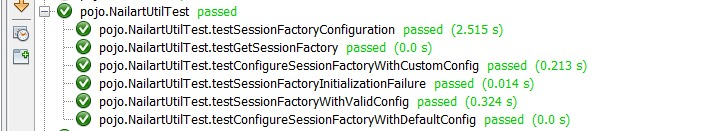 pojo.NailartUtilTest passed
pojo.NailartUtilTest.testSessionFactoryConfiguration passed (2.515 s)
pojo.NailartUtilTest.testGetSessionFactory passed (0.0 s)
pojo.NailartUtilTest.testConfigureSessionFactoryWithCustomConfig passed (0.213 s)
pojo.NailartUtilTest.testSessionFactoryInitializationFailure passed (0.014 s)
pojo.NailartUtilTest.testSessionFactoryWithValidConfig passed (0.324 s)
pojo.NailartUtilTest.testConfigureSessionFactoryWithDefaultConfig passed (0.0 s)